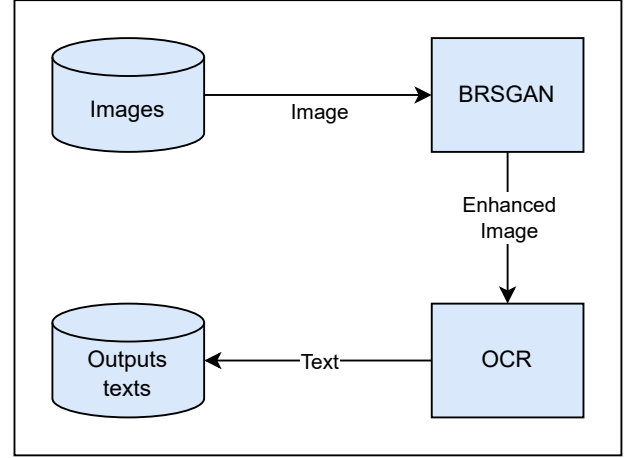 Images
Image
BRSGAN
Enhanced
Image
OCR
Text
Outputs
texts